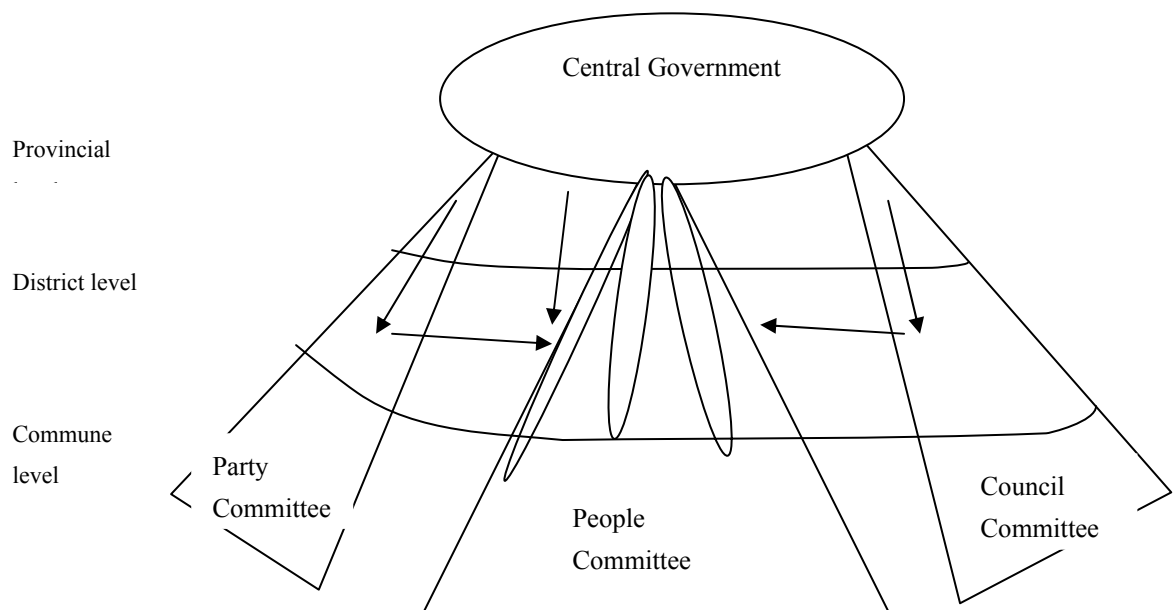 Central Government
Provincial
District level
Commune
level
Party
Committee
People
Committee
Council
Committee